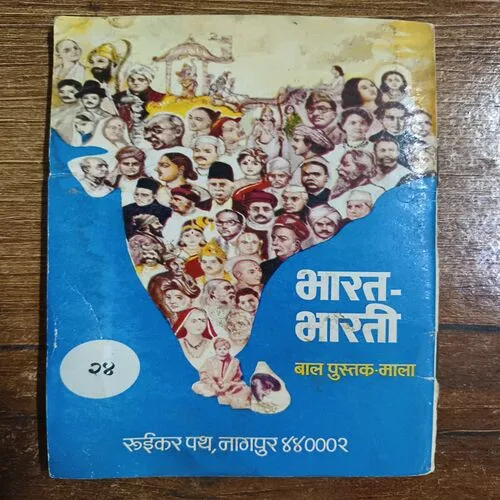 भारत-
भारती
बाल पुस्तक-माला
२४
रुईकर पथ, नागपुर ४४०००२